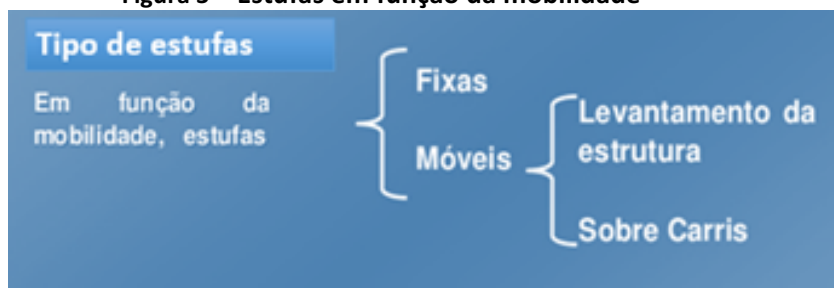 Figura 3 – Estufas em função da mobilidade
Tipo de estufas
Em função da
mobilidade, estufas
Fixas
Móveis
Levantamento da
estrutura
Sobre Carris